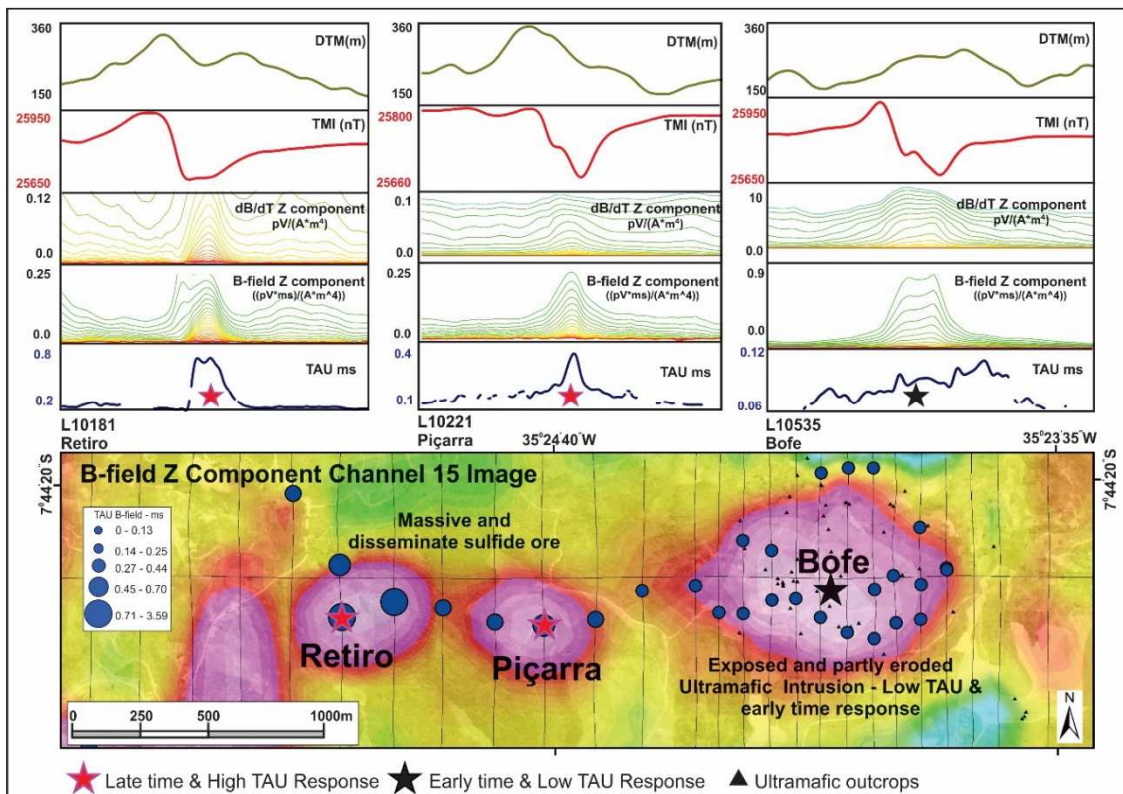 360
DTM(m)
150
25950
TMI (nT)
25650
0.12
dB/dT Z component
pV/(A*m⁴)
0.0
0.25
B-field Z component
((pV*ms)/(A*m^4))
0.0
0.8
TAU ms
0.2
L10181
Retiro
360
DTM(m)
150
25800
TMI (nT)
25660
0.1
dB/dT Z component
pV/(A*m⁴)
0.0
0.25
B-field Z component
((pV*ms)/(A*m^4))
0.0
0.4
TAU ms
0.1
L10221
Piçarra
35°24'40"W
360
DTM(m)
150
25950
TMI (nT)
25650
10
dB/dT Z component
pV/(A*m⁴)
0.0
0.9
B-field Z component
((pV*ms)/(A*m^4))
0.0
0.12
TAU ms
0.06
L10535
Bofe
35°23'35"W
7°44'20"S
7°44'20"S
B-field Z Component Channel 15 Image
TAU B-field - ms
0 - 0.13
0.14 - 0.25
0.27 - 0.44
0.45 - 0.70
0.71 - 3.59
Massive and
disseminate sulfide ore
Bofe
Retiro
Piçarra
Exposed and partly eroded
Ultramafic Intrusion - Low TAU &
early time response
0 250 500 1000m
N
Late time & High TAU Response
Early time & Low TAU Response
Ultramafic outcrops